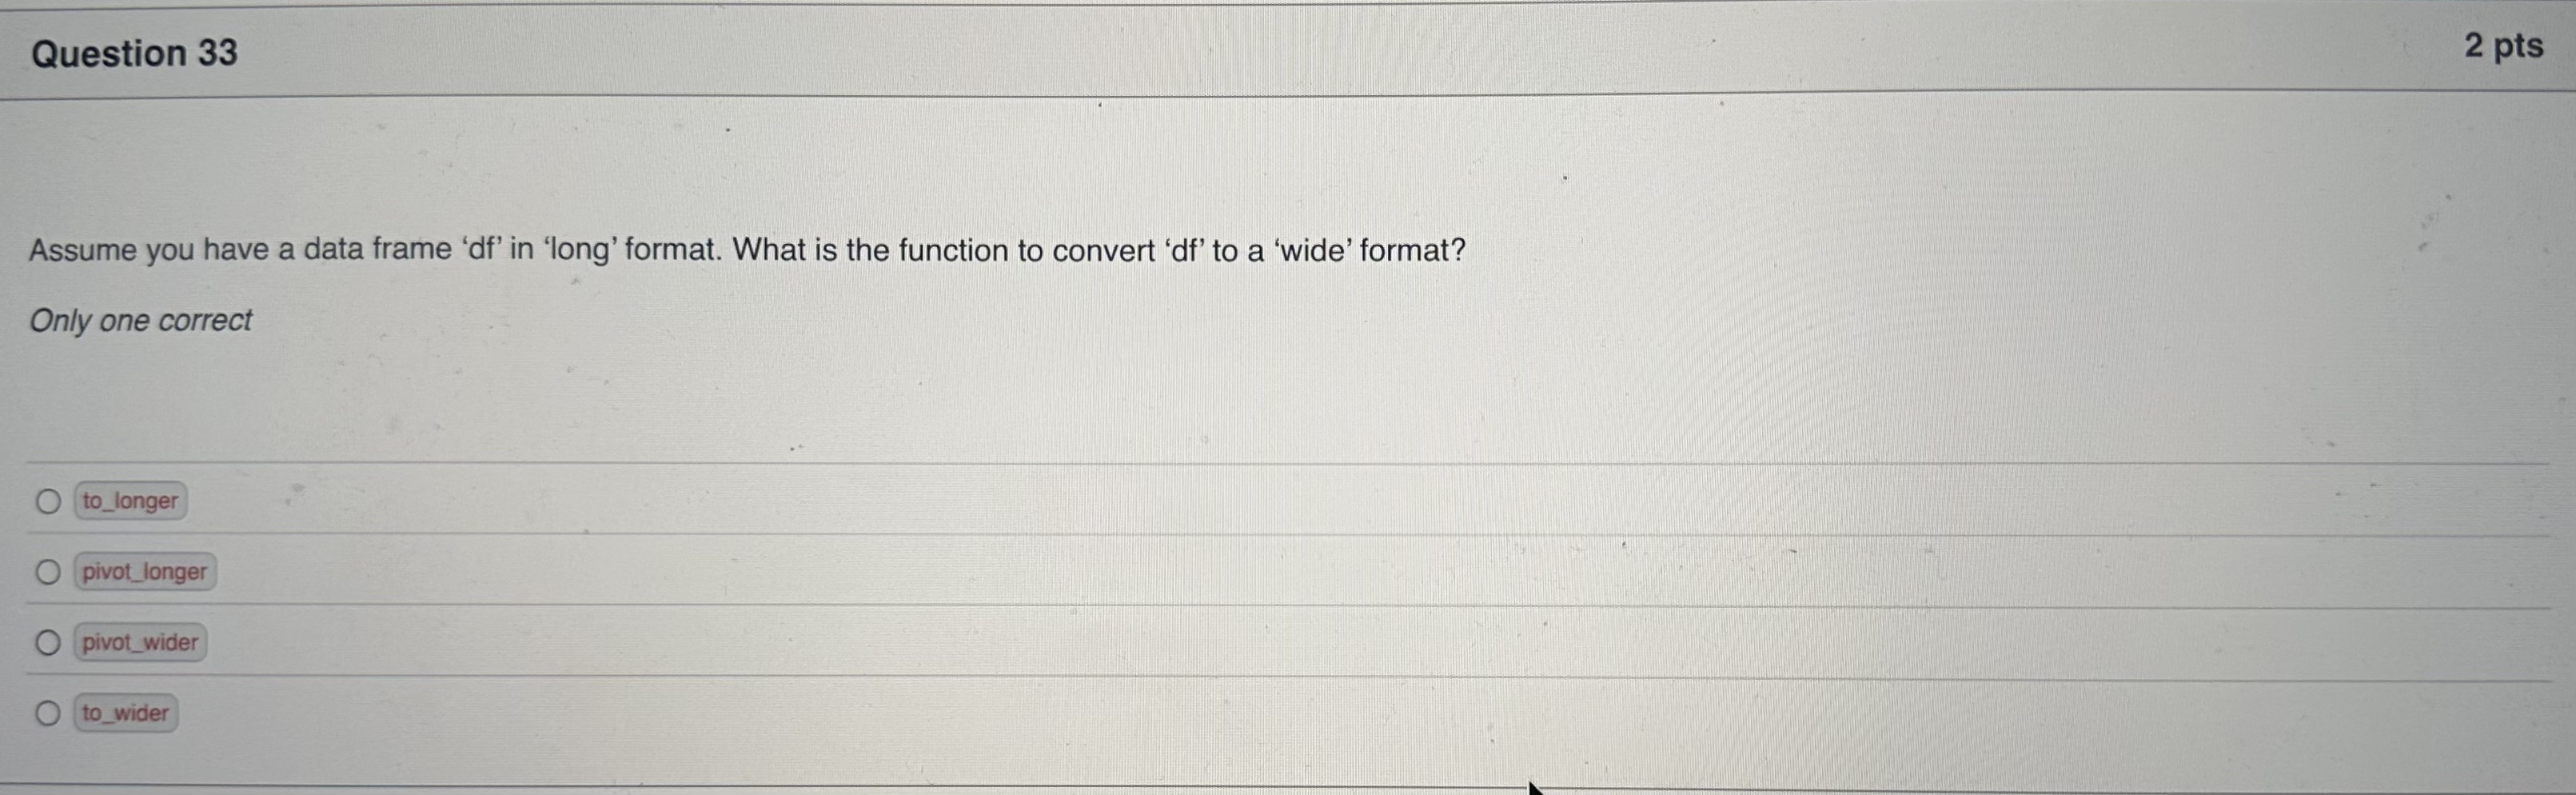 Question 33
2 pts
Assume you have a data frame ‘df’ in ‘long’ format. What is the function to convert ‘df’ to a ‘wide’ format?
Only one correct
to_longer
pivot_longer
pivot_wider
to_wider